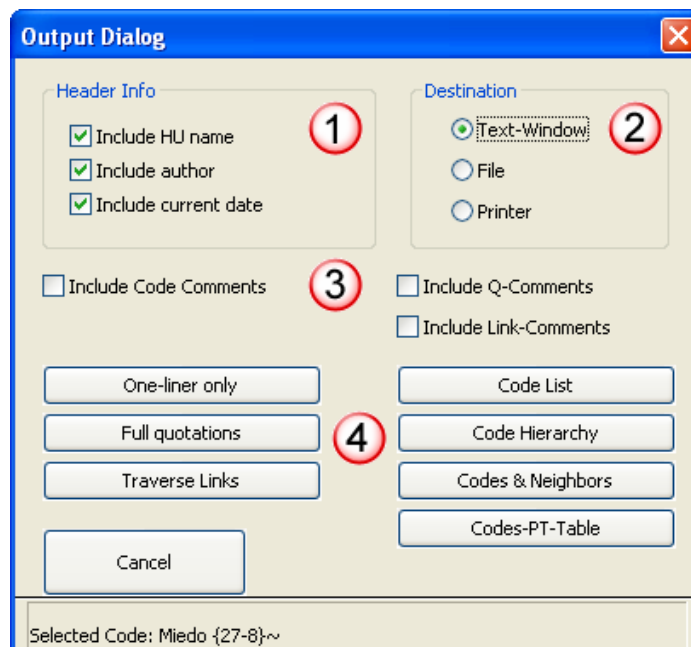 Output Dialog
Header Info
1
Include HU name
Include author
Include current date
Destination
Text-Window
2
File
Printer
Include Code Comments
3
Include Q-Comments
Include Link-Comments
One-liner only
Full quotations
Traverse Links
4
Code List
Code Hierarchy
Codes & Neighbors
Codes-PT-Table
Cancel
Selected Code: Miedo {27-8}~